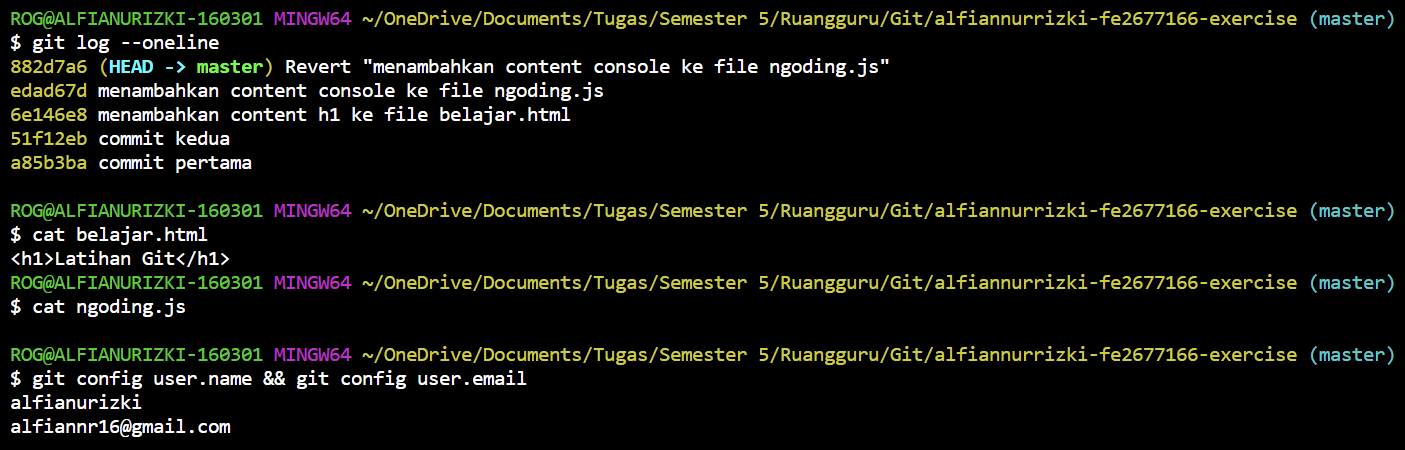 ROG@ALFIANURIZKI-160301 MINGW64 ~/OneDrive/Documents/Tugas/Semester 5/Ruangguru/Git/alfiannurrizki-fe2677166-exercise (master)
$ git log --oneline
882d7a6 (HEAD -> master) Revert "menambahkan content console ke file ngoding.js"
edad67d menambahkan content console ke file ngoding.js
6e146e8 menambahkan content h1 ke file belajar.html
51f12eb commit kedua
a85b3ba commit pertama
ROG@ALFIANURIZKI-160301 MINGW64 ~/OneDrive/Documents/Tugas/Semester 5/Ruangguru/Git/alfiannurrizki-fe2677166-exercise (master)
$ cat belajar.html
<h1>Latihan Git</h1>
ROG@ALFIANURIZKI-160301 MINGW64 ~/OneDrive/Documents/Tugas/Semester 5/Ruangguru/Git/alfiannurrizki-fe2677166-exercise (master)
$ cat ngoding.js
ROG@ALFIANURIZKI-160301 MINGW64 ~/OneDrive/Documents/Tugas/Semester 5/Ruangguru/Git/alfiannurrizki-fe2677166-exercise (master)
$ git config user.name && git config user.email
alfianurizki
alfiannr16@gmail.com